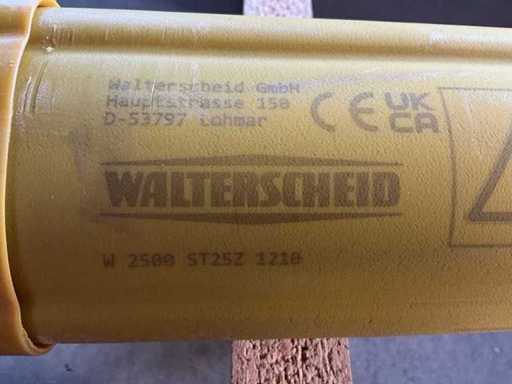 Walterscheid GmbH
Hauptstrasse 150
D-53797 Lohmar
CE UK CA
WALTERSCHEID
W 2500 ST25Z 1210